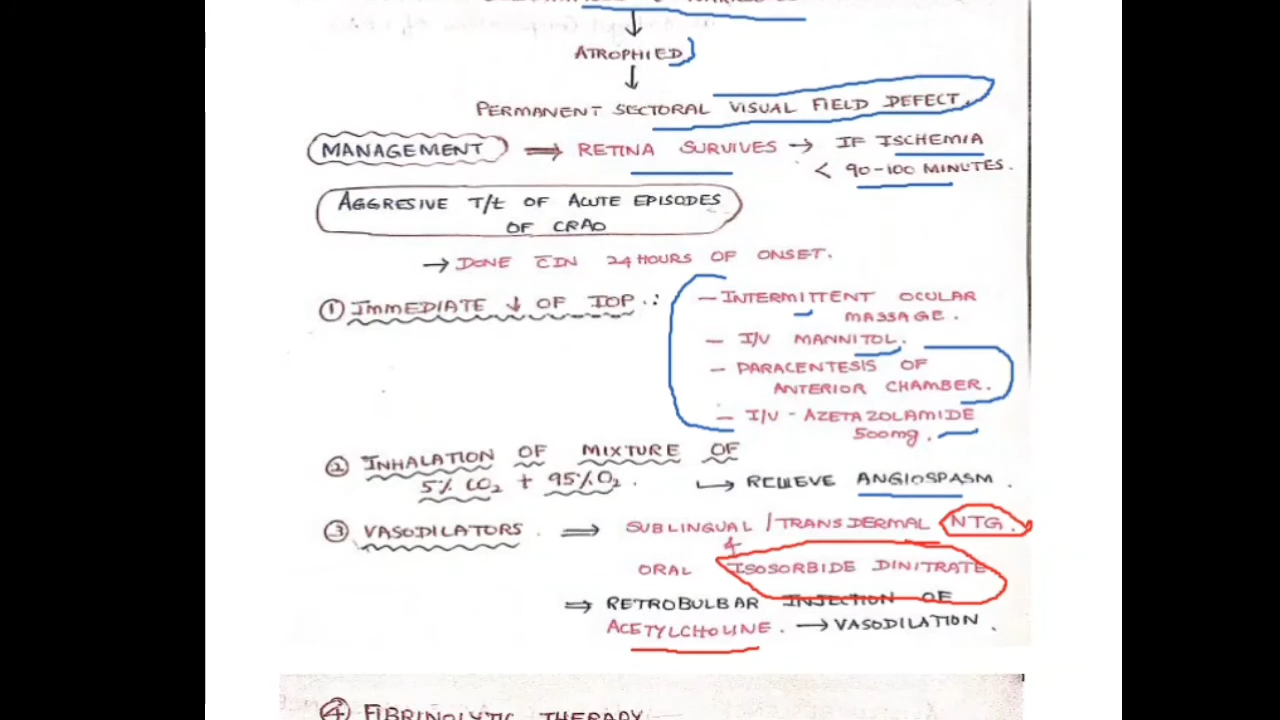 ATROPHIED
PERMANENT SECTORAL VISUAL FIELD DEFECT.
MANAGEMENT ⇒ RETINA SURVIVES → IF ISCHEMIA
< 90-100 MINUTES.
AGGRESIVE T/t OF ACUTE EPISODES
OF CRAO
→ DONE C̅IN 24 HOURS OF ONSET.
① IMMEDIATE ↓ OF IOP .: - INTERMITTENT OCULAR
MASSAGE.
- I/V MANNITOL.
- PARACENTESIS OF
ANTERIOR CHAMBER.
- I/V - AZETAZOLAMIDE
500mg.
② INHALATION OF MIXTURE OF
5% CO2 + 95% O2. → RELIEVE ANGIOSPASM.
③ VASODILATORS. ⇒ SUBLINGUAL / TRANSDERMAL NTG.
&
ORAL ISOSORBIDE DINITRATE
⇒ RETROBULBAR INJECTION OF
ACETYLCHOLINE. → VASODILATION.
④ FIBRINOLYTIC THERAPY